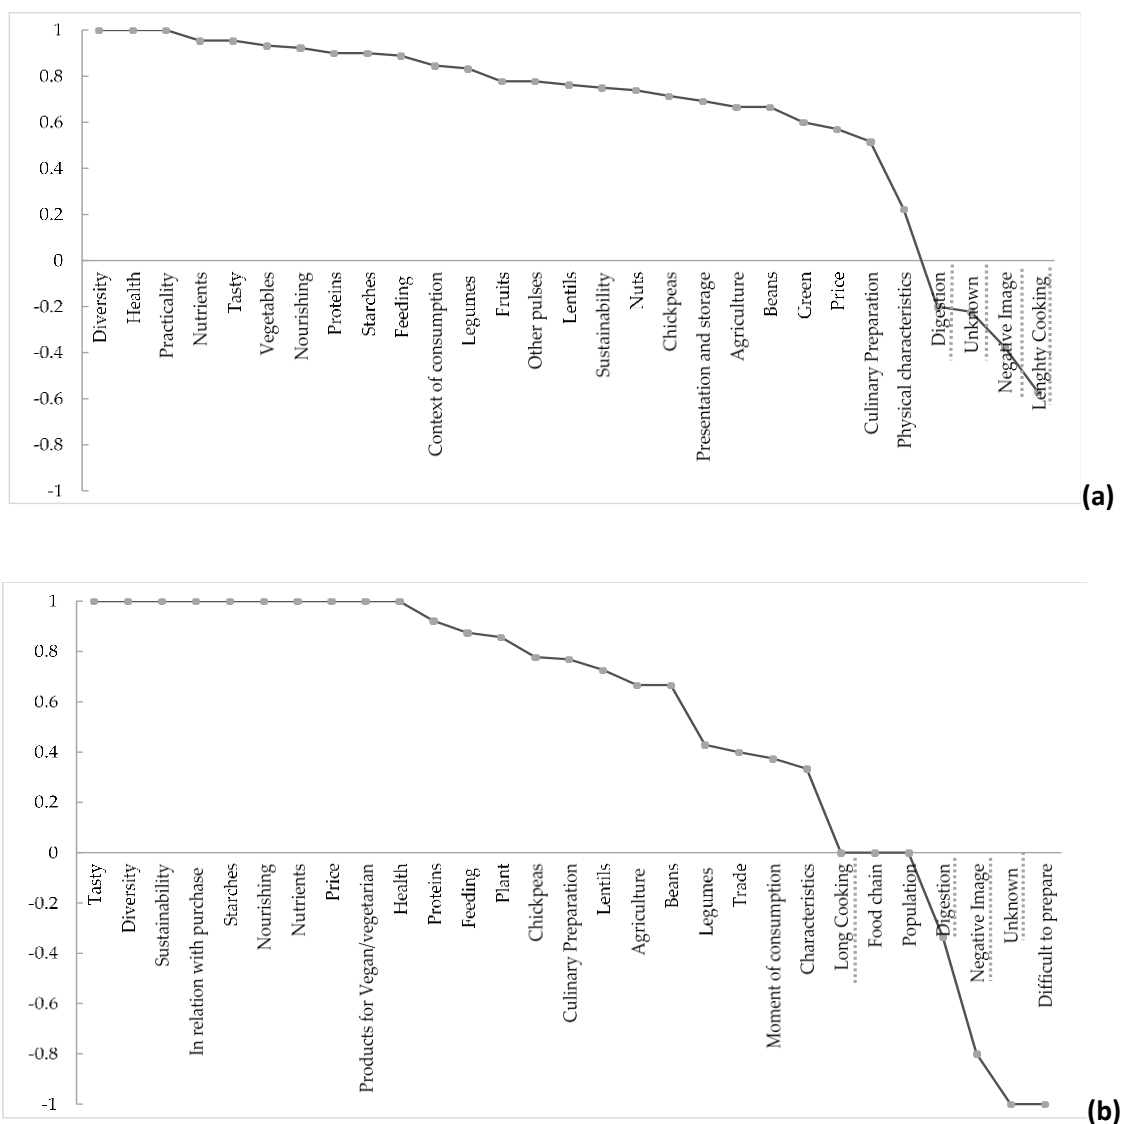 1
0.8
0.6
0.4
0.2
0
-0.2
-0.4
-0.6
-0.8
-1
Diversity
Health
Practicality
Nutrients
Tasty
Vegetables
Nourishing
Proteins
Starches
Feeding
Context of consumption
Legumes
Fruits
Other pulses
Lentils
Sustainability
Nuts
Chickpeas
Presentation and storage
Agriculture
Beans
Green
Price
Culinary Preparation
Physical characteristics
Digestion
Unknown
Negative Image
Lenghty Cooking
(a)
1
0.8
0.6
0.4
0.2
0
-0.2
-0.4
-0.6
-0.8
-1
Tasty
Diversity
Sustainability
In relation with purchase
Starches
Nourishing
Nutrients
Price
Products for Vegan/vegetarian
Health
Proteins
Feeding
Plant
Chickpeas
Culinary Preparation
Lentils
Agriculture
Beans
Legumes
Trade
Moment of consumption
Characteristics
Long Cooking
Food chain
Population
Digestion
Negative Image
Unknown
Difficult to prepare
(b)